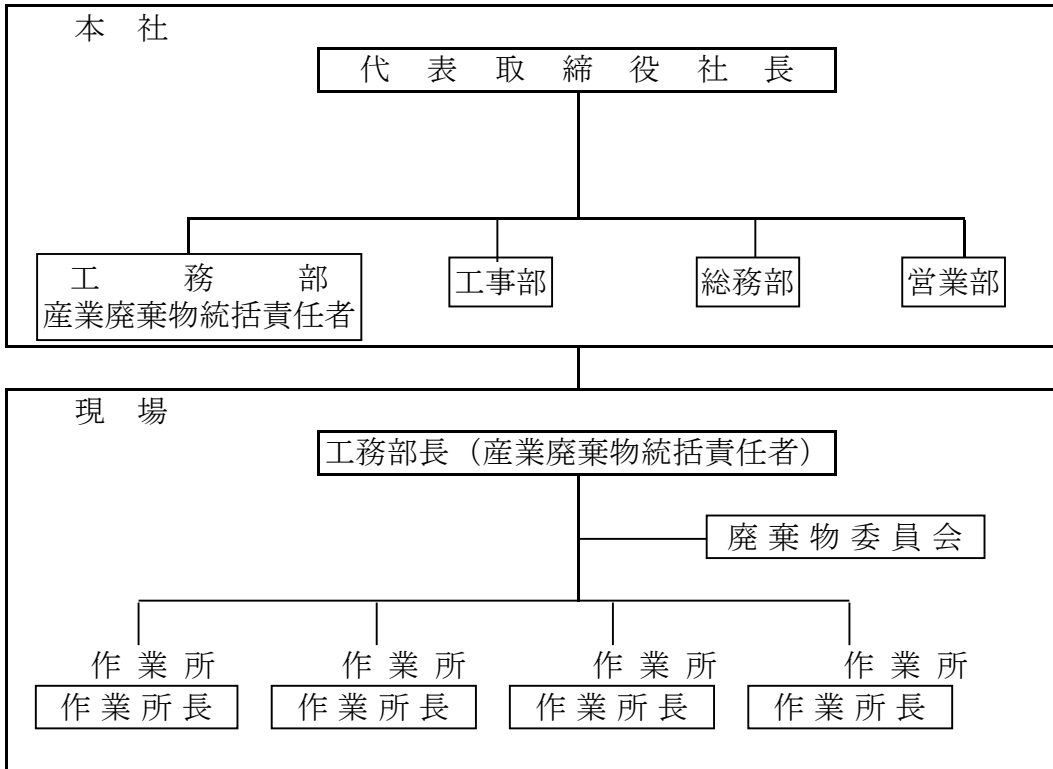 本 社
代 表 取 締 役 社 長
工 務 部
産業廃棄物統括責任者
工事部
総務部
営業部
現 場
工務部長（産業廃棄物統括責任者）
廃 棄 物 委 員 会
作 業 所
作 業 所 長
作 業 所
作 業 所 長
作 業 所
作 業 所 長
作 業 所
作 業 所 長